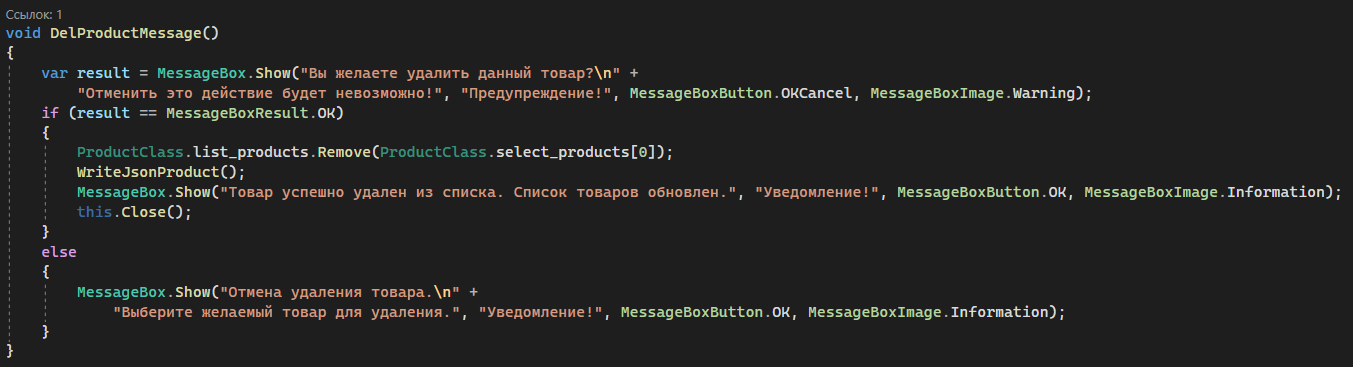 Ссылок: 1
void DelProductMessage()
{
var result = MessageBox.Show("Вы желаете удалить данный товар?\n" +
"Отменить это действие будет невозможно!", "Предупреждение!", MessageBoxButton.OKCancel, MessageBoxImage.Warning);
if (result == MessageBoxResult.OK)
{
ProductClass.list_products.Remove(ProductClass.select_products[0]);
WriteJsonProduct();
MessageBox.Show("Товар успешно удален из списка. Список товаров обновлен.", "Уведомление!", MessageBoxButton.OK, MessageBoxImage.Information);
this.Close();
}
else
{
MessageBox.Show("Отмена удаления товара.\n" +
"Выберите желаемый товар для удаления.", "Уведомление!", MessageBoxButton.OK, MessageBoxImage.Information);
}
}